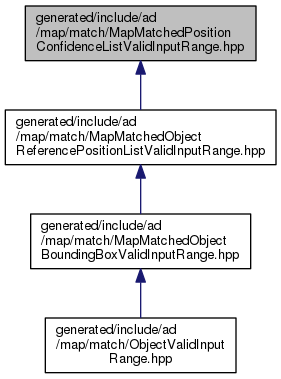 generated/include/ad
/map/match/MapMatchedPosition
ConfidenceListValidInputRange.hpp
generated/include/ad
/map/match/MapMatchedObject
ReferencePositionListValidInputRange.hpp
generated/include/ad
/map/match/MapMatchedObject
BoundingBoxValidInputRange.hpp
generated/include/ad
/map/match/ObjectValidInput
Range.hpp